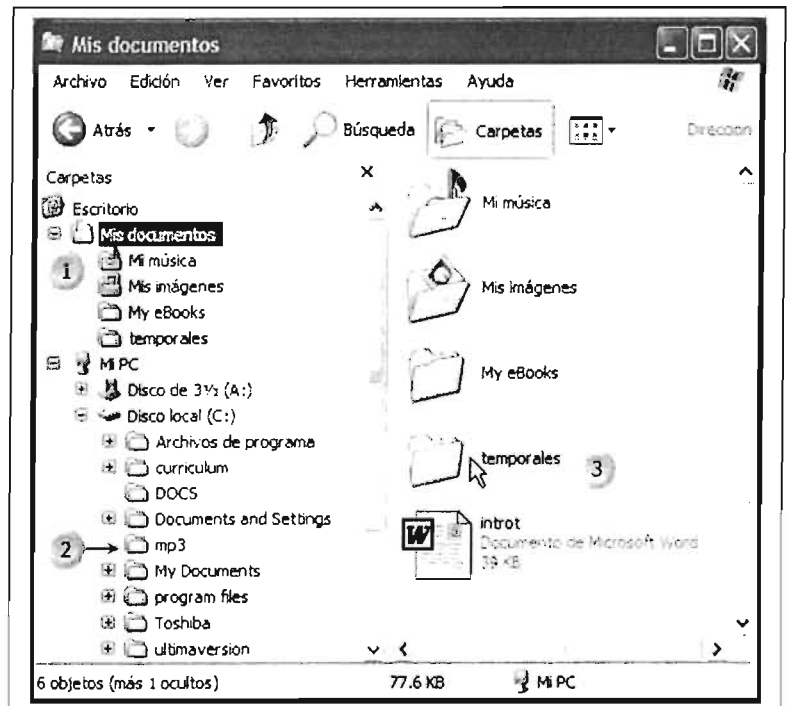 Mis documentos
Archivo Edición Ver Favoritos Herramientas Ayuda
Atrás Búsqueda Carpetas Direccion
Carpetas
Escritorio
Mis documentos
1
Mi música
Mis imágenes
My eBooks
temporales
Mi PC
Disco de 3½ (A:)
Disco local (C:)
Archivos de programa
curriculum
DOCS
Documents and Settings
2
mp3
My Documents
program files
Toshiba
ultimaversion
Mi música
Mis imágenes
My eBooks
temporales
3
W
introt
Documento de Microsoft Word
39 KB
6 objetos (más 1 ocultos) 77.6 KB Mi PC